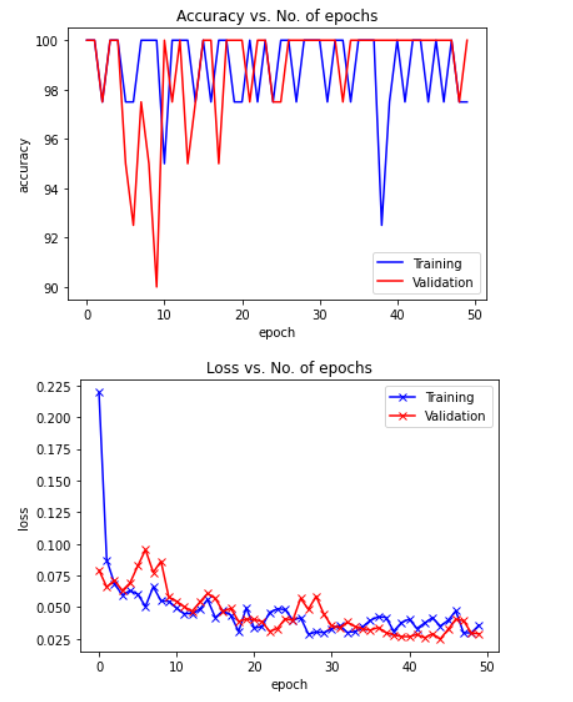 Accuracy vs. No. of epochs
100
98
96
94
92
90
accuracy
Training
Validation
0 10 20 30 40 50
epoch
Loss vs. No. of epochs
0.225
0.200
0.175
0.150
0.125
0.100
0.075
0.050
0.025
loss
Training
Validation
0 10 20 30 40 50
epoch